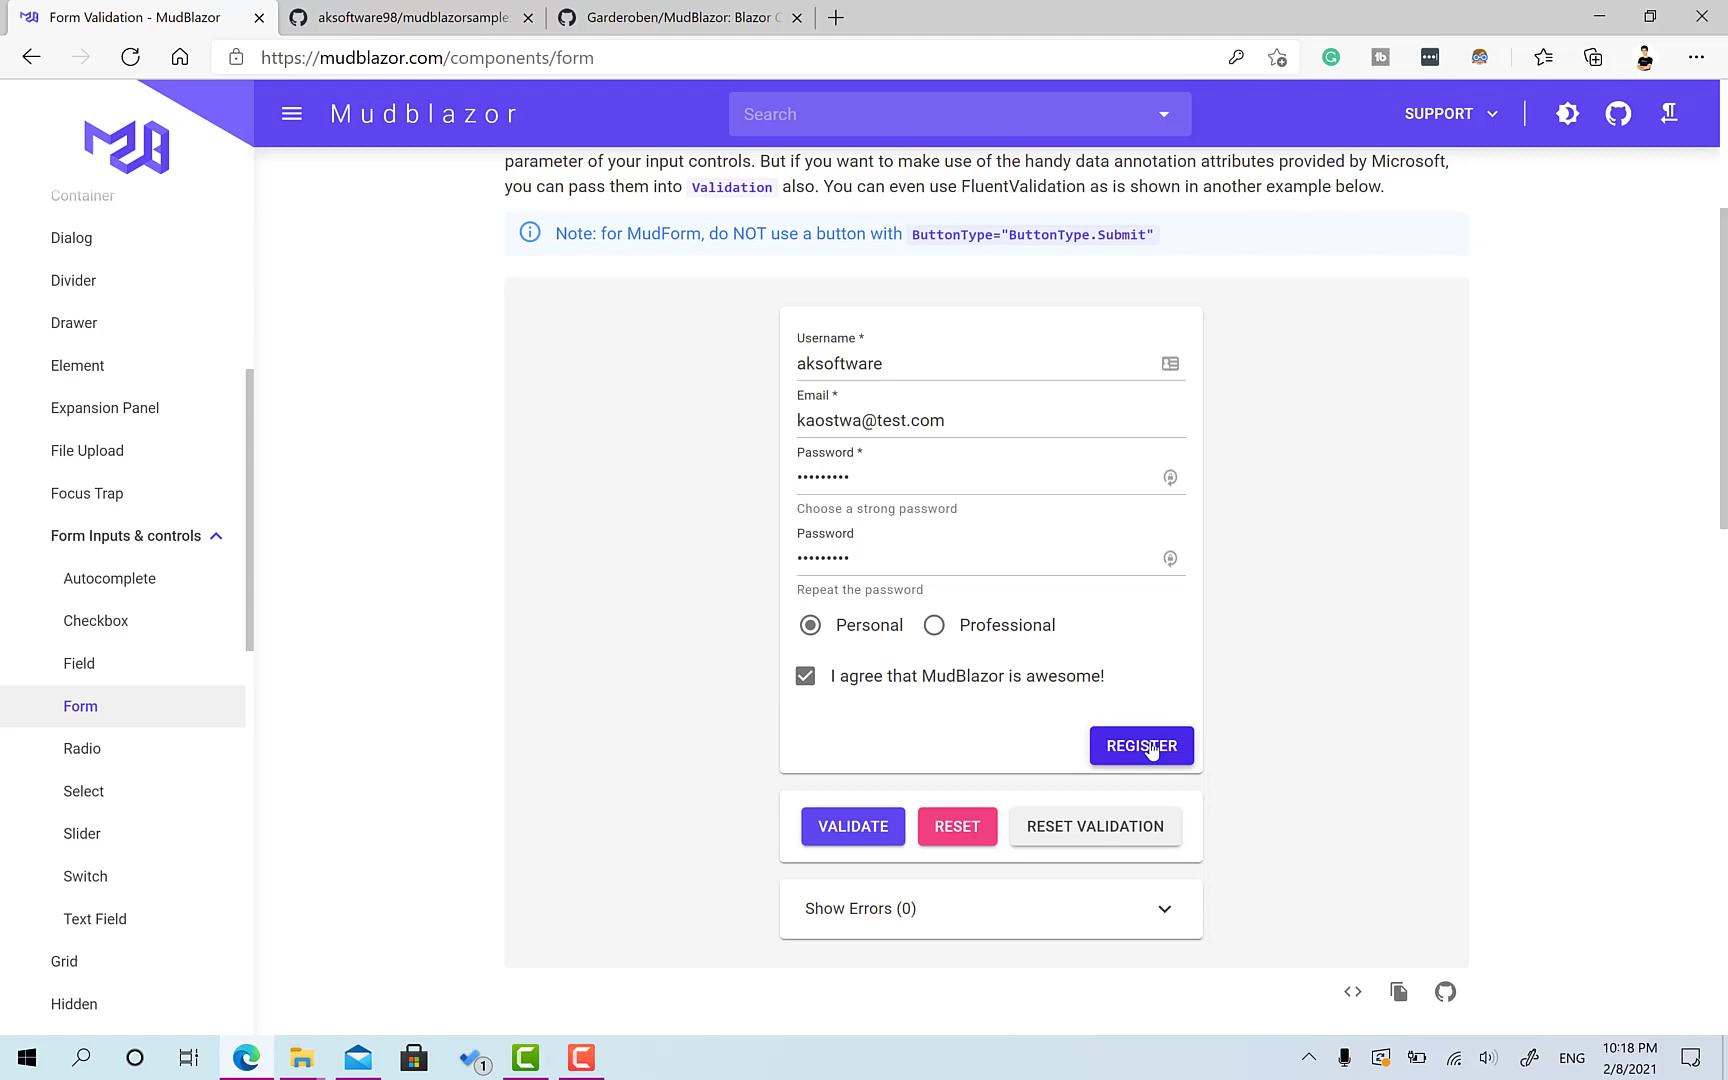 Form Validation - MudBlazor
aksoftware98/mudblazorsample
Garderoben/MudBlazor: Blazor C
https://mudblazor.com/components/form
Mudblazor
Search
SUPPORT
Container
Dialog
Divider
Drawer
Element
Expansion Panel
File Upload
Focus Trap
Form Inputs & controls
Autocomplete
Checkbox
Field
Form
Radio
Select
Slider
Switch
Text Field
Grid
Hidden
parameter of your input controls. But if you want to make use of the handy data annotation attributes provided by Microsoft,
you can pass them into Validation also. You can even use FluentValidation as is shown in another example below.
Note: for MudForm, do NOT use a button with ButtonType="ButtonType.Submit"
Username *
aksoftware
Email *
kaostwa@test.com
Password *
•••••••••
Choose a strong password
Password
•••••••••
Repeat the password
Personal Professional
I agree that MudBlazor is awesome!
REGISTER
VALIDATE RESET RESET VALIDATION
Show Errors (0)
1
ENG
10:18 PM
2/8/2021